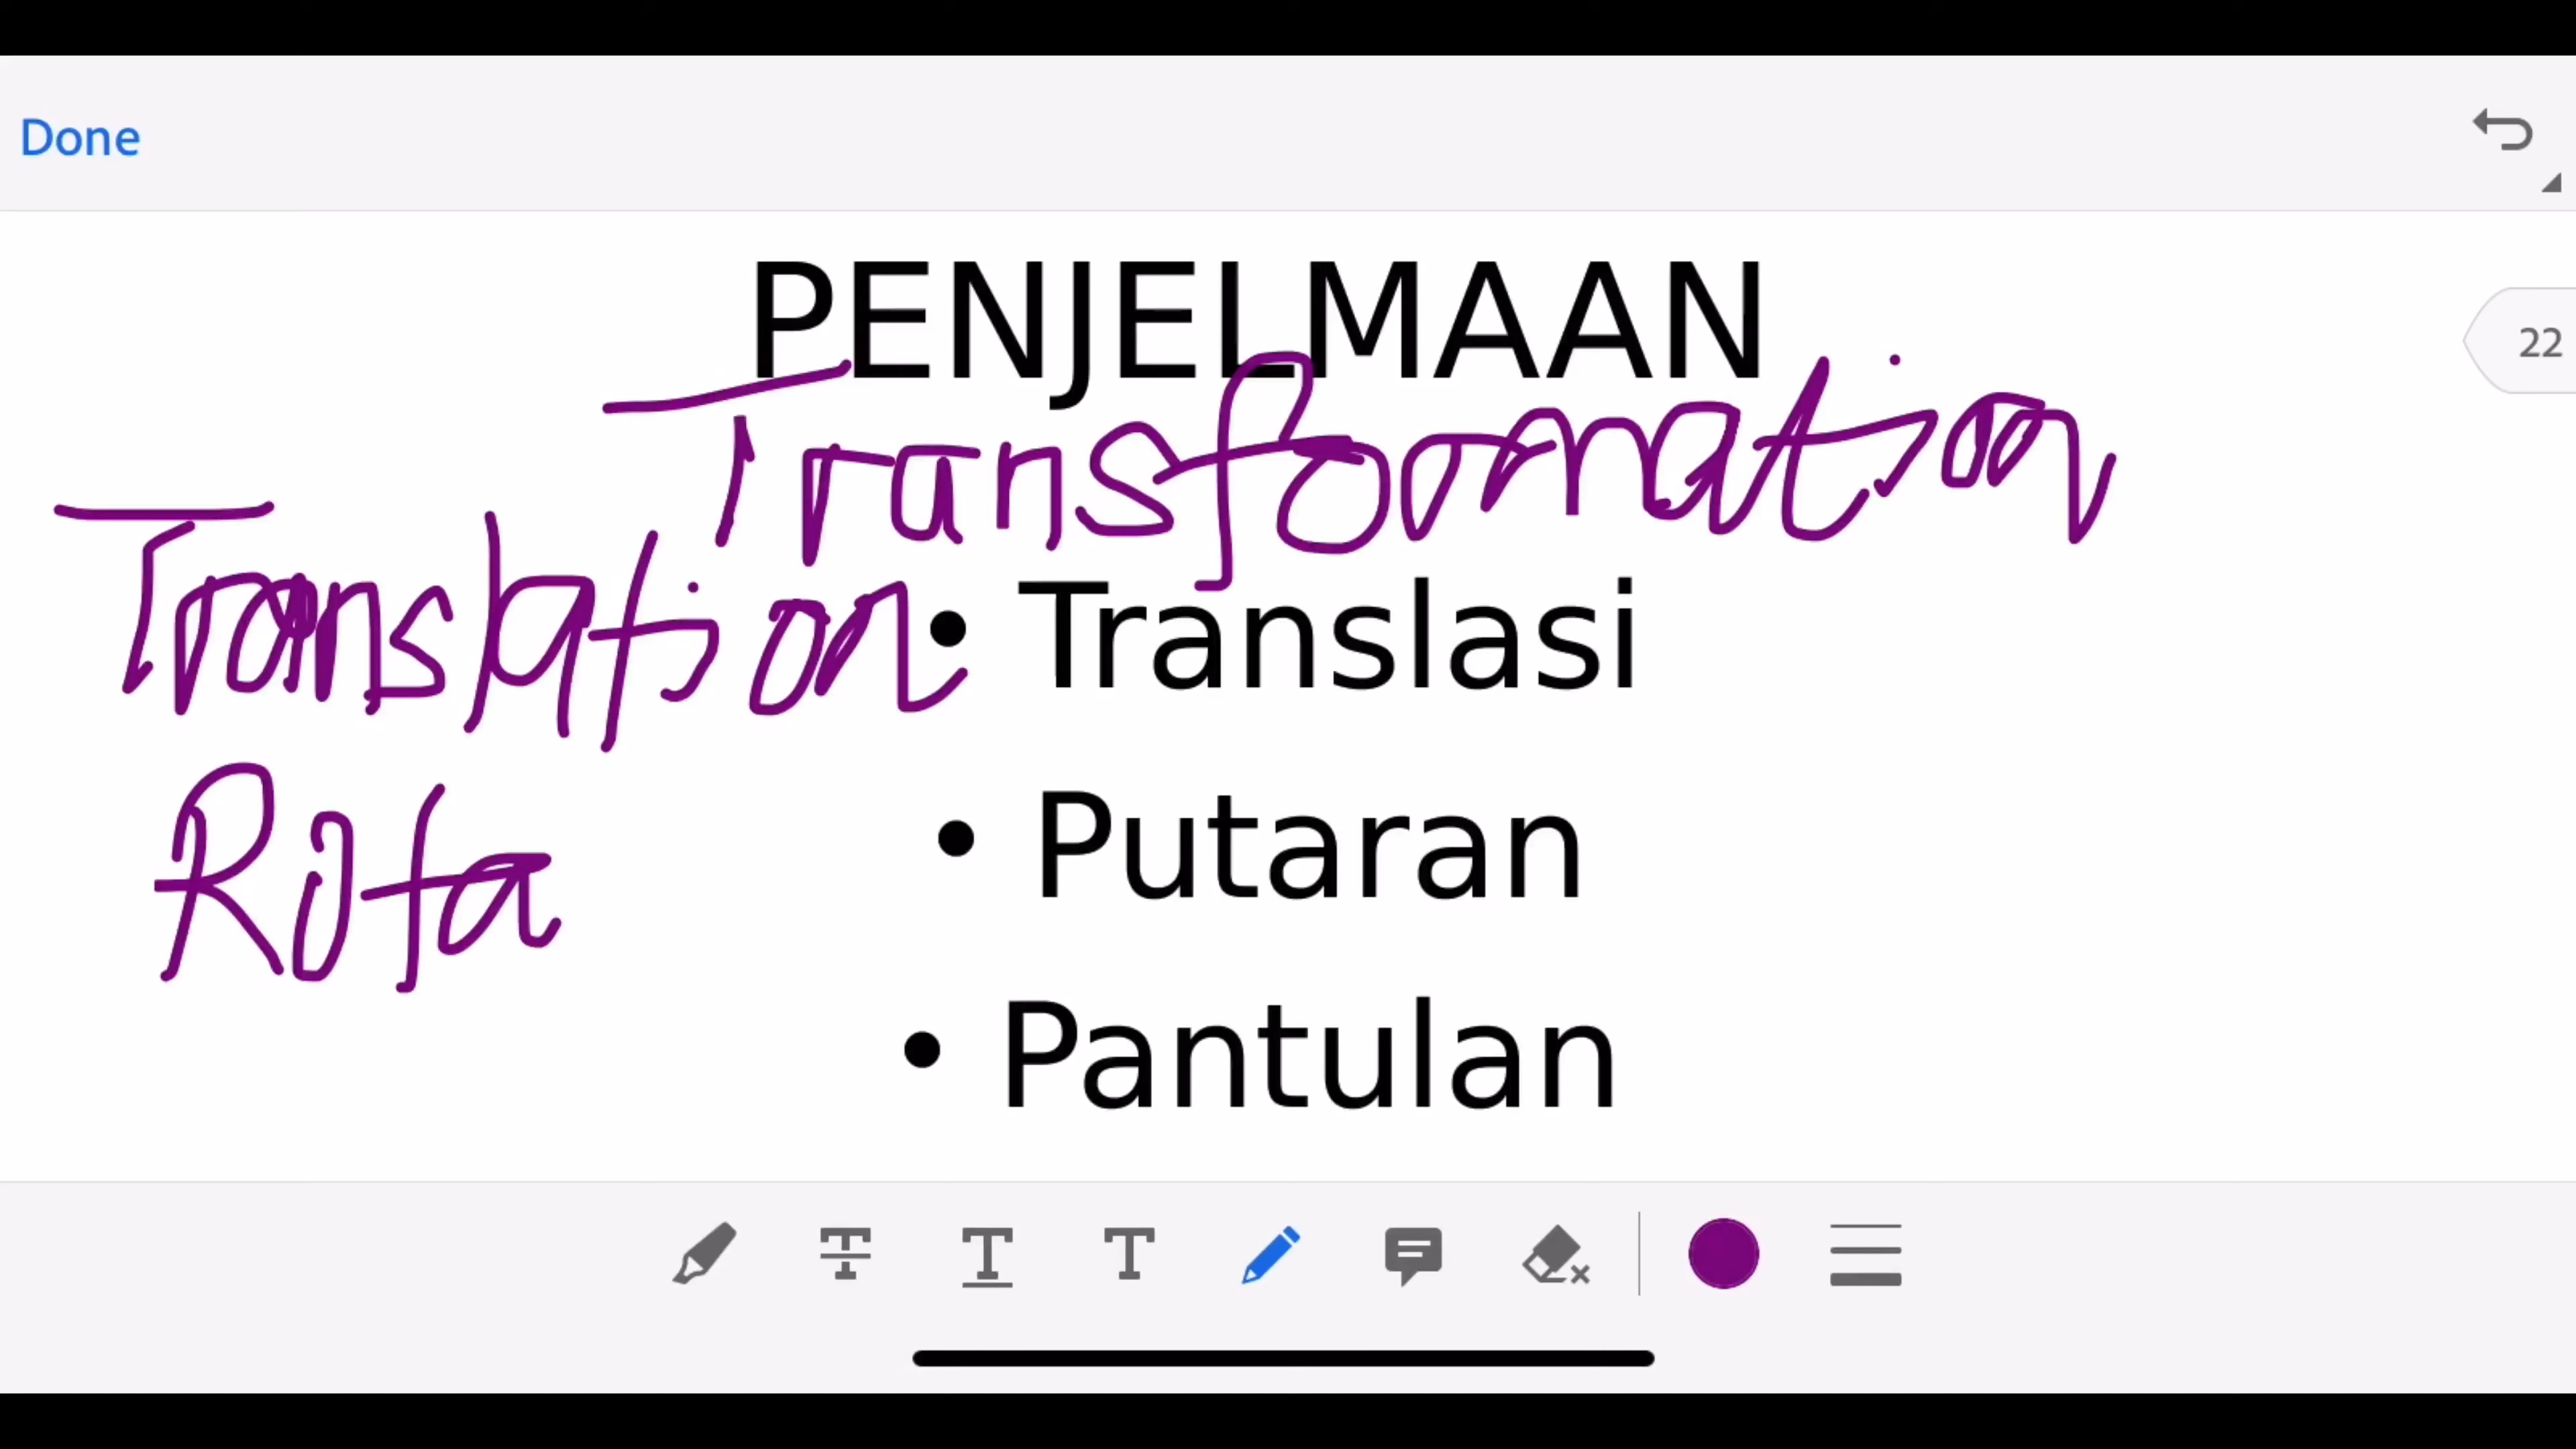 Done
22
PENJELMAAN
Transformation
Translation • Translasi
Rota • Putaran
• Pantulan